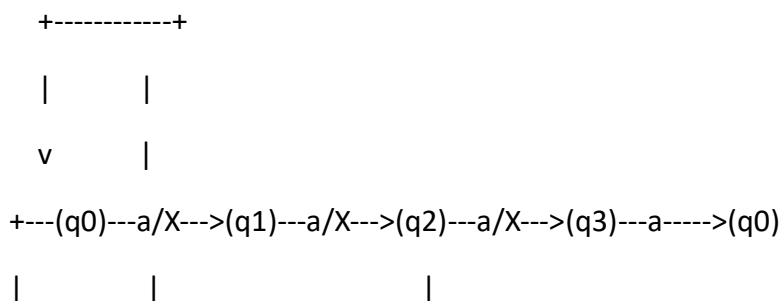 +------------+
| |
v |
+---(q0)---a/X--->(q1)---a/X--->(q2)---a/X--->(q3)---a----->(q0)
| | |